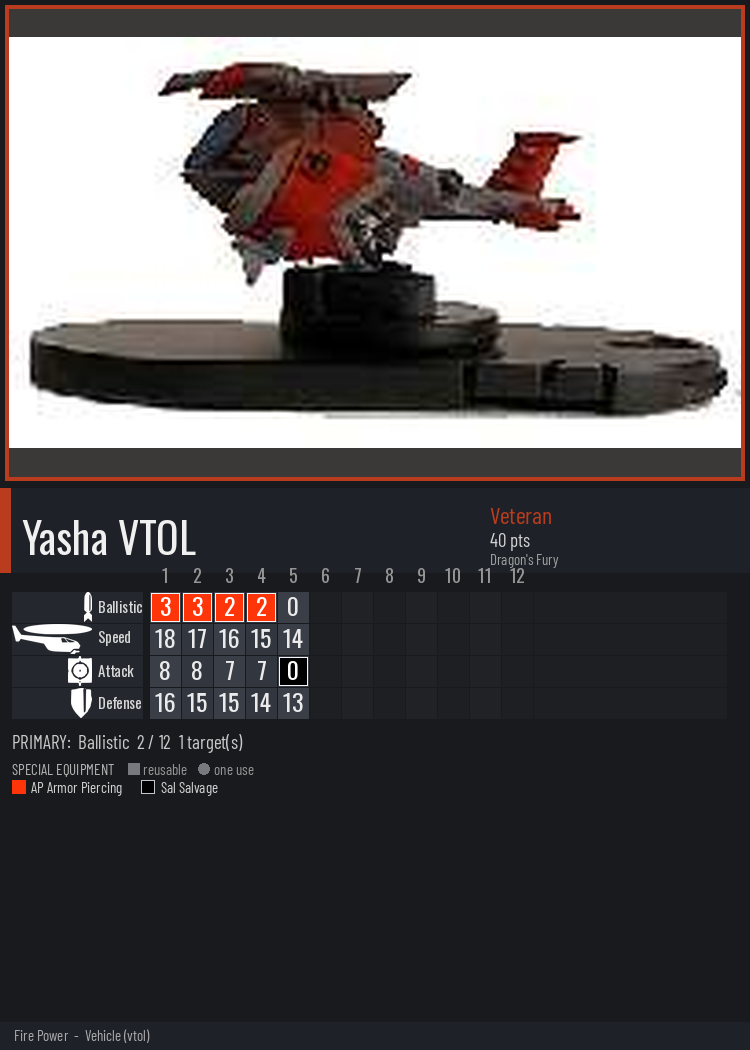 Yasha VTOL
Veteran
40 pts
Dragon's Fury
1 2 3 4 5 6 7 8 9 10 11 12
Ballistic 3 3 2 2 0
Speed 18 17 16 15 14
Attack 8 8 7 7 0
Defense 16 15 15 14 13
PRIMARY: Ballistic 2 / 12 1 target(s)
SPECIAL EQUIPMENT reusable one use
AP Armor Piercing Sal Salvage
Fire Power - Vehicle (vtol)